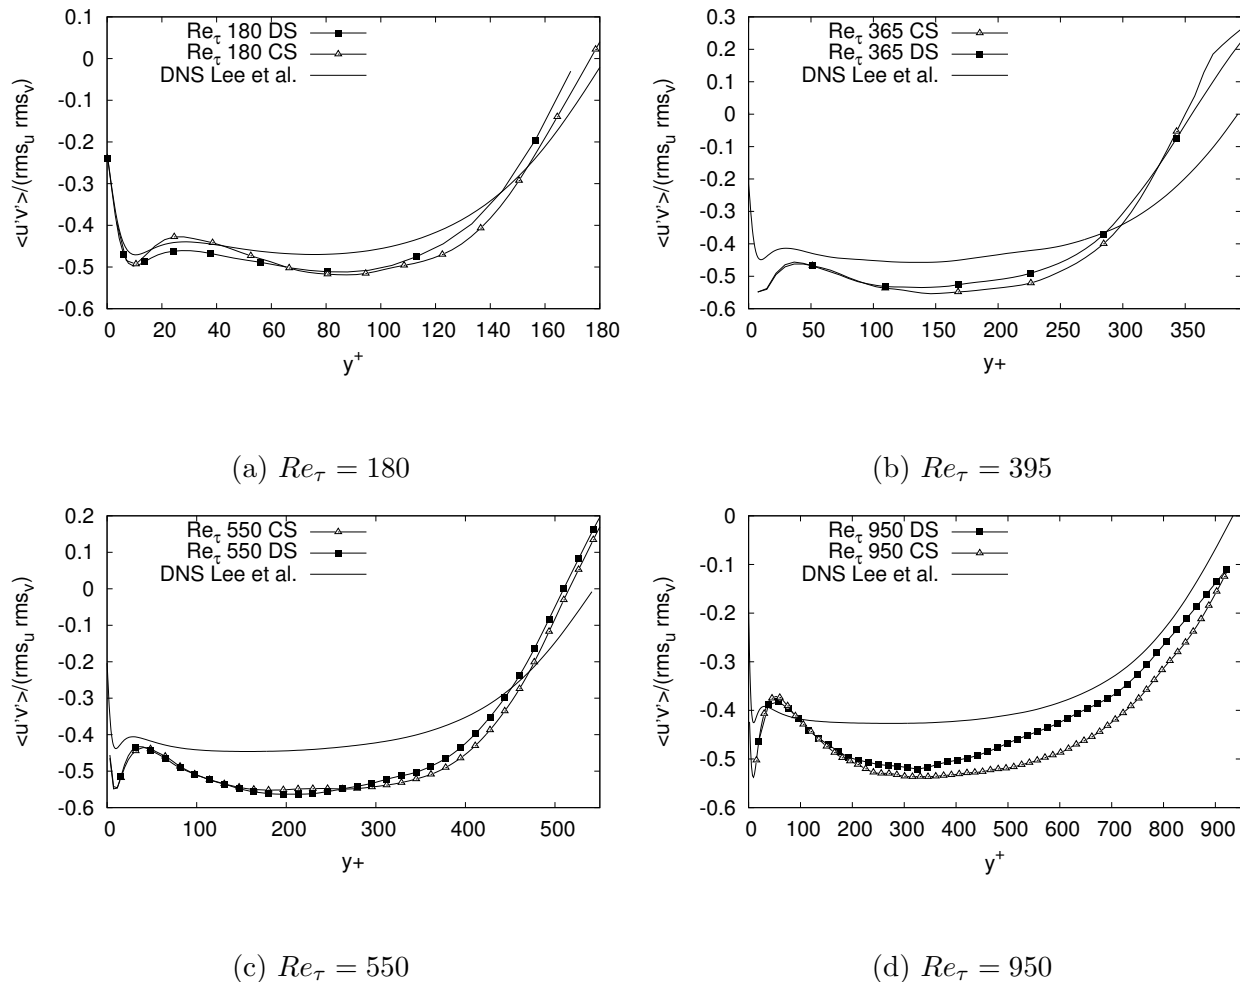 0.1
0
-0.1
-0.2
-0.3
-0.4
-0.5
-0.6
0 20 40 60 80 100 120 140 160 180
<u'v'>/(rms_u rms_v)
y^+
Re_τ 180 DS
Re_τ 180 CS
DNS Lee et al.
(a) Re_τ = 180
0.3
0.2
0.1
0
-0.1
0.2
0.3
-0.4
-0.5
-0.6
0 50 100 150 200 250 300 350
<u'v'>/(rms_u rms_v)
y+
Re_τ 365 CS
Re_τ 365 DS
DNS Lee et al.
(b) Re_τ = 395
0.2
0.1
0
-0.1
-0.2
-0.3
-0.4
-0.5
-0.6
0 100 200 300 400 500
<u'v'>/(rms_u rms_v)
y+
Re_τ 550 CS
Re_τ 550 DS
DNS Lee et al.
(c) Re_τ = 550
0
-0.1
-0.2
-0.3
-0.4
-0.5
-0.6
0 100 200 300 400 500 600 700 800 900
<u'v'>/(rms_u rms_v)
y^+
Re_τ 950 DS
Re_τ 950 CS
DNS Lee et al.
(d) Re_τ = 950